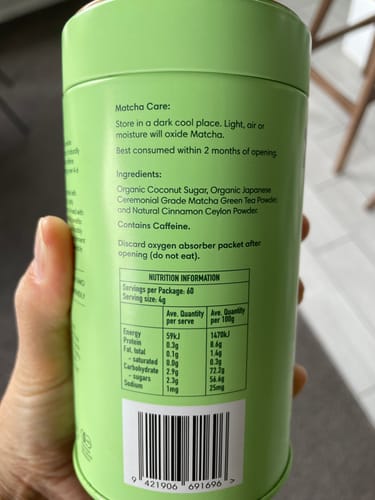 Matcha Care:
Store in a dark cool place. Light, air or
moisture will oxide Matcha.
Best consumed within 2 months of opening.
Ingredients:
Organic Coconut Sugar, Organic Japanese
Ceremonial Grade Matcha Green Tea Powder,
and Natural Cinnamon Ceylon Powder.
Contains Caffeine.
Discard oxygen absorber packet after
opening (do not eat).
NUTRITION INFORMATION
Servings per Package: 60
Serving size: 4g
Ave. Quantity per serve Ave. Quantity per 100g
Energy 59kJ 1470kJ
Protein 0.3g 8.6g
Fat, total 0.1g 1.4g
- saturated 0.0g 0.3g
Carbohydrate 2.9g 72.2g
- sugars 2.3g 56.6g
Sodium 1mg 25mg
9 421906 691696 >